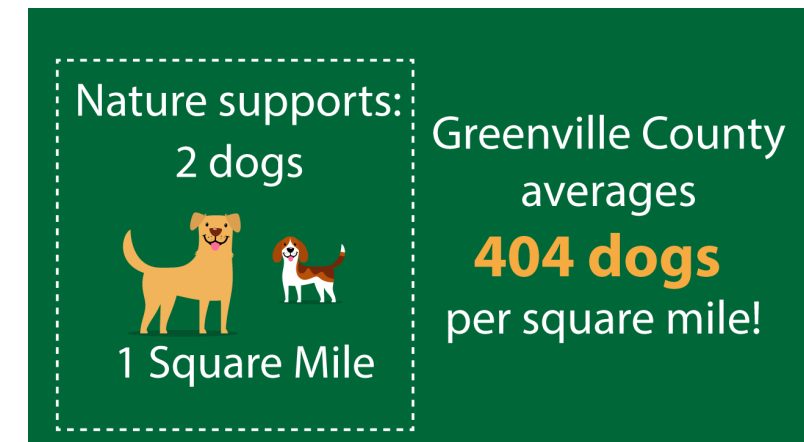 Nature supports:
2 dogs
1 Square Mile
Greenville County
averages
404 dogs
per square mile!